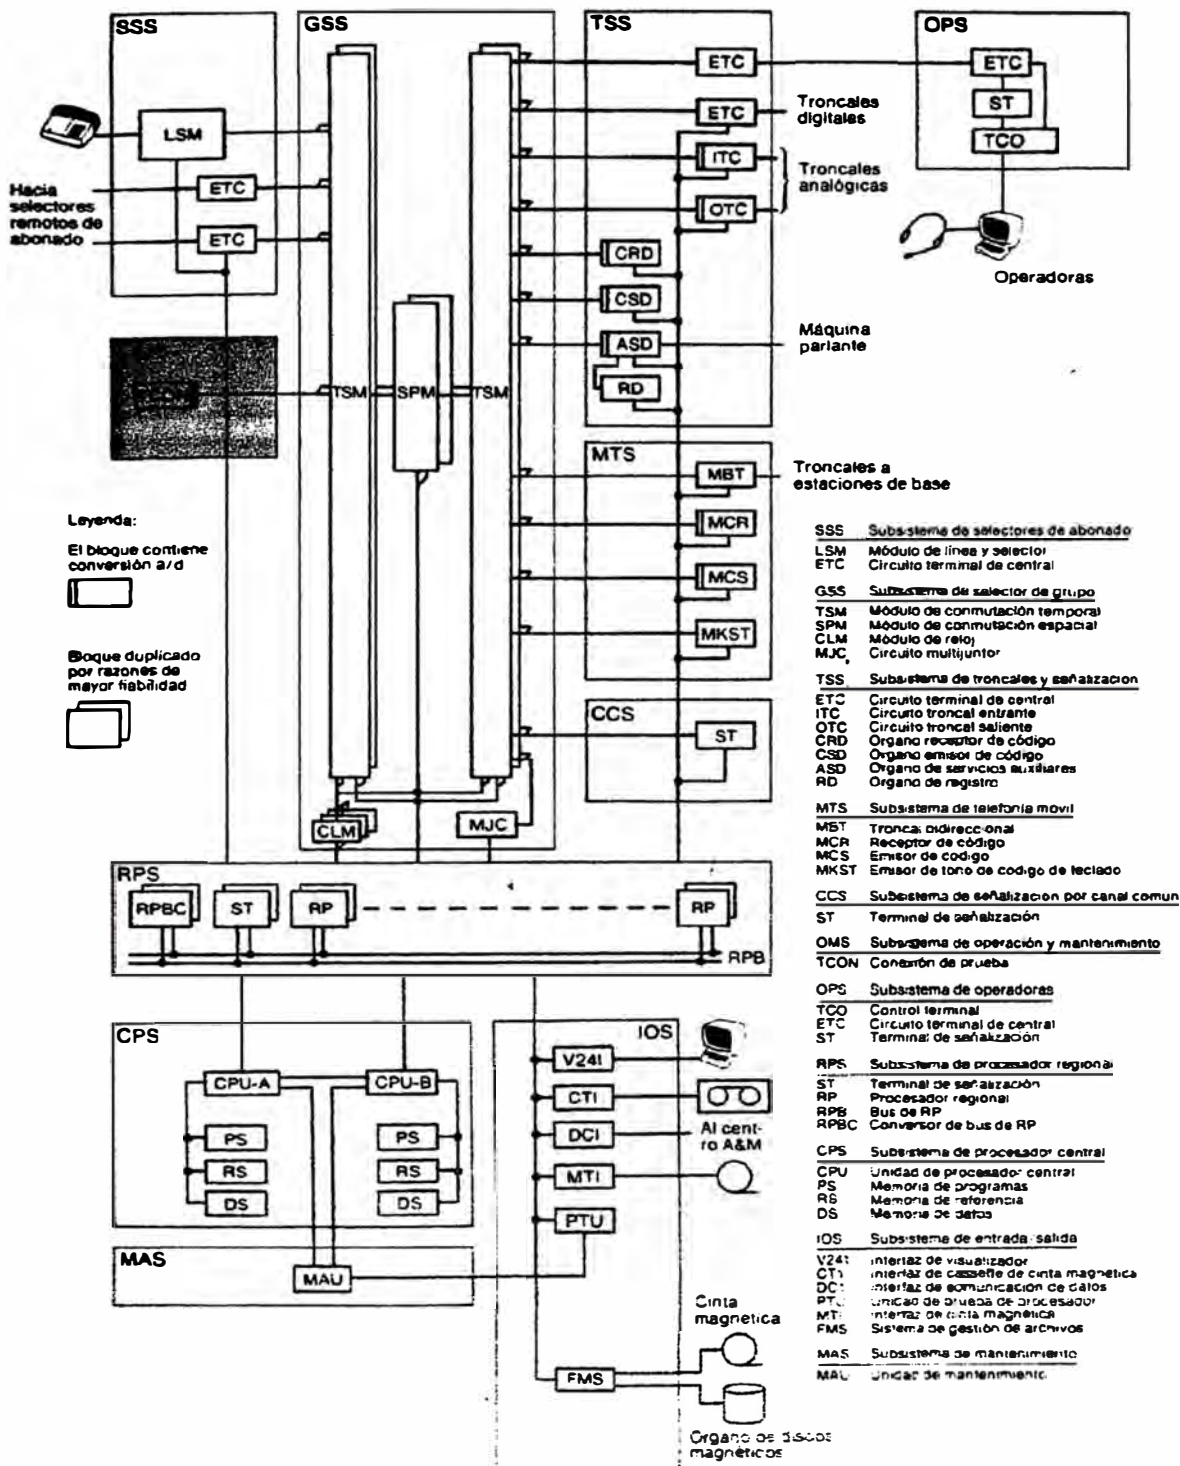 SSS
GSS
TSS
OPS
ETC
ETC
ETC
ST
TCO
LSM
ETC
ETC
Hacia
selectores
remotos de
abonado
Troncales
digitales
ITC
OTC
Troncales
analógicas
Operadoras
CRD
CSD
ASD
RD
Máquina
parlante
TSM
SPM
TSM
MTS
MBT
MCR
MCS
MKST
Troncales a
estaciones de base
CCS
ST
Leyenda:
El bloque contiene
conversión a/d
Bloque duplicado
por razones de
mayor fiabilidad
CLM
MJC
RPS
RPBC
ST
RP
RP
RPB
CPS
CPU-A
CPU-B
PS
RS
DS
PS
RS
DS
MAS
MAU
IOS
V24I
CTI
DCI
MTI
PTU
FMS
Al cent-
ro A&M
Cinta
magnetica
Organo de discos
magnéticos
SSS Subsistema de selectores de abonado
LSM Módulo de línea y selector
ETC Circuito terminal de central
GSS Subsistema de selector de grupo
TSM Módulo de conmutación temporal
SPM Módulo de conmutación espacial
CLM Módulo de reloj
MJC Circuito multijuntor
TSS Subsistema de troncales y señalizacion
ETC Circuito terminal de central
ITC Circuito troncal entrante
OTC Circuito troncal saliente
CRD Organo receptor de código
CSD Organo emisor de código
ASD Organo de servicios auxiliares
RD Organo de registro
MTS Subsistema de telefonía movil
MBT Troncal bidireccional
MCR Receptor de código
MCS Emisor de codigo
MKST Emisor de tono de codigo de teclado
CCS Subsistema de señalizacion por canal comun
ST Terminal de señalización
OMS Subsistema de operación y mantenimiento
TCON Conexión de prueba
OPS Subsistema de operadoras
TCO Control terminal
ETC Circuito terminal de central
ST Terminal de señalización
RPS Subsistema de procesador regional
ST Terminal de señalización
RP Procesador regional
RPB Bus de RP
RPBC Conversor de bus de RP
CPS Subsistema de procesador central
CPU Unidad de procesador central
PS Memoria de programas
RS Memoria de referencia
DS Memoria de datos
IOS Subsistema de entrada/salida
V24I Interfaz de visualizador
CTI Interfaz de cassette de cinta magnética
DCI Interfaz de comunicación de datos
PTU Unidad de prueba de procesador
MTI Interfaz de cinta magnética
FMS Sistema de gestión de archivos
MAS Subsistema de mantenimiento
MAU Unidad de mantenimiento